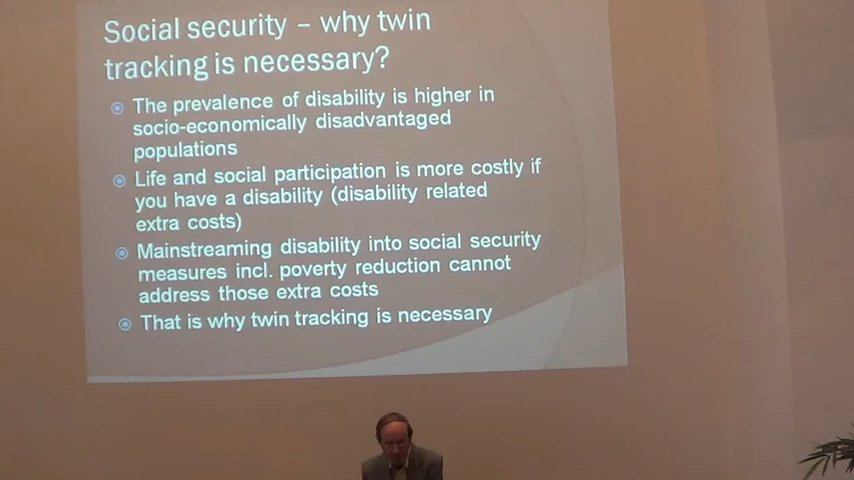 Social security – why twin
tracking is necessary?
The prevalence of disability is higher in
socio-economically disadvantaged
populations
Life and social participation is more costly if
you have a disability (disability related
extra costs)
Mainstreaming disability into social security
measures incl. poverty reduction cannot
address those extra costs
That is why twin tracking is necessary